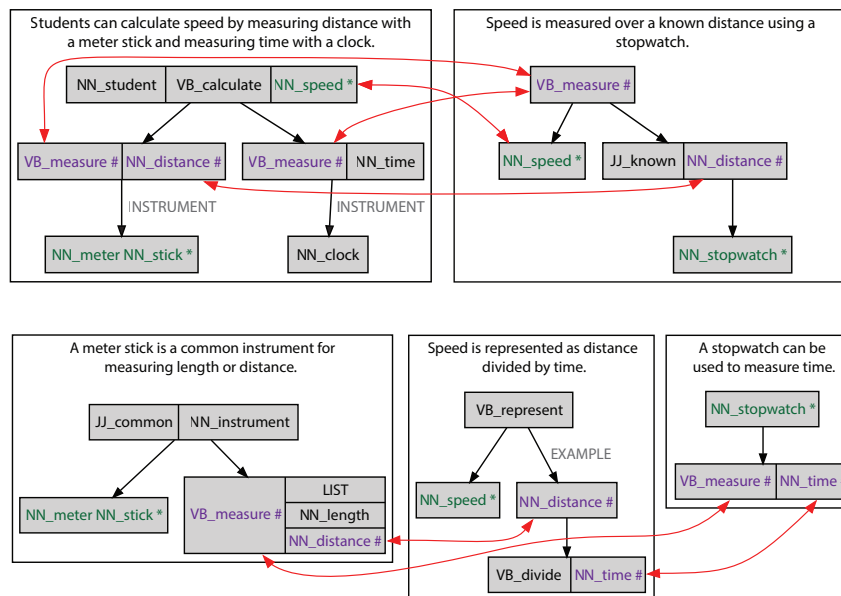 Students can calculate speed by measuring distance with
a meter stick and measuring time with a clock.
NN_student VB_calculate NN_speed *
VB_measure # NN_distance # VB_measure # NN_time
INSTRUMENT INSTRUMENT
NN_meter NN_stick * NN_clock
Speed is measured over a known distance using a
stopwatch.
VB_measure #
NN_speed * JJ_known NN_distance #
NN_stopwatch *
A meter stick is a common instrument for
measuring length or distance.
JJ_common NN_instrument
NN_meter NN_stick * VB_measure # LIST
NN_length
NN_distance #
Speed is represented as distance
divided by time.
VB_represent
EXAMPLE
NN_speed * NN_distance #
VB_divide NN_time #
A stopwatch can be
used to measure time.
NN_stopwatch *
VB_measure # NN_time